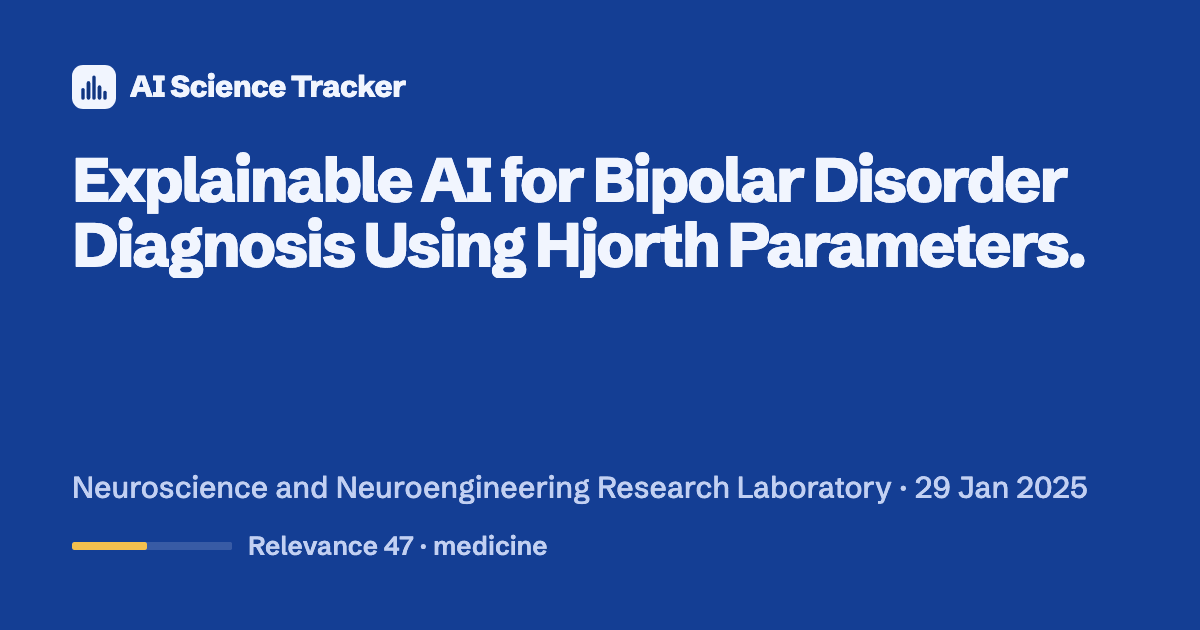 AI Science Tracker
Explainable AI for Bipolar Disorder
Diagnosis Using Hjorth Parameters.
Neuroscience and Neuroengineering Research Laboratory · 29 Jan 2025
Relevance 47 · medicine